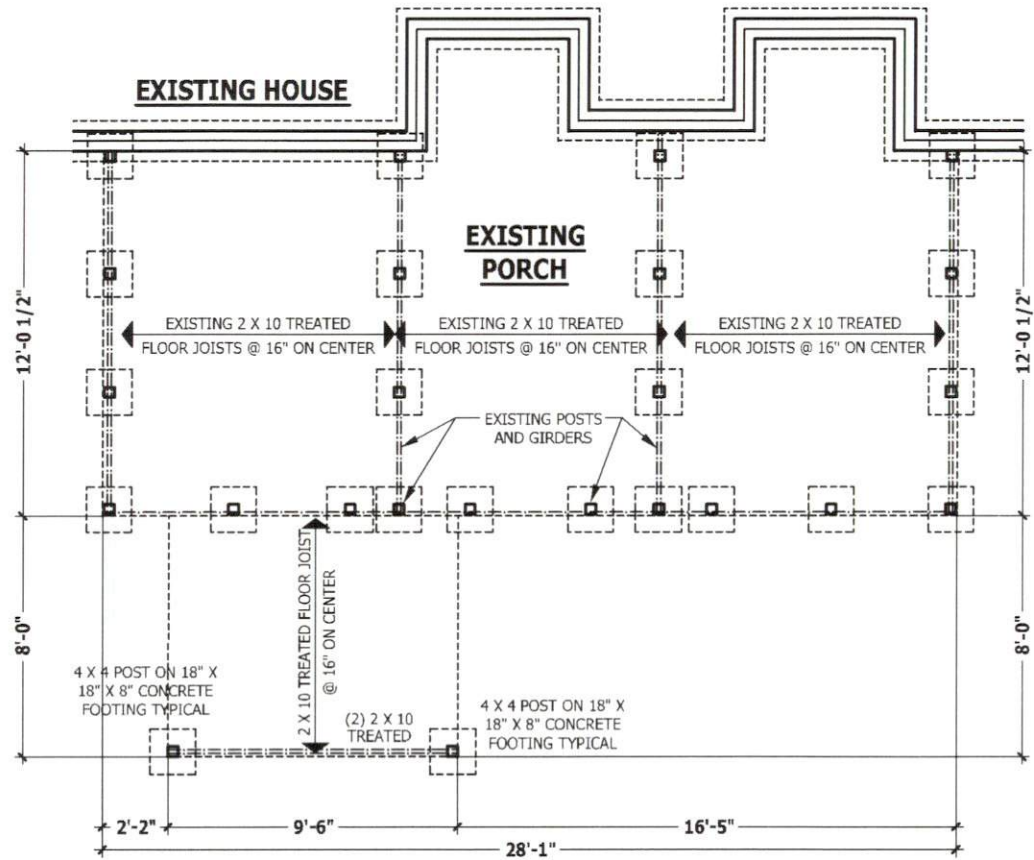 EXISTING HOUSE
EXISTING
PORCH
12'-0 1/2"
12'-0 1/2"
EXISTING 2 X 10 TREATED
FLOOR JOISTS @ 16" ON CENTER
EXISTING 2 X 10 TREATED
FLOOR JOISTS @ 16" ON CENTER
EXISTING 2 X 10 TREATED
FLOOR JOISTS @ 16" ON CENTER
EXISTING POSTS
AND GIRDERS
8'-0"
2 X 10 TREATED FLOOR JOIST
@ 16" ON CENTER
8'-0"
4 X 4 POST ON 18" X
18" X 8" CONCRETE
FOOTING TYPICAL
(2) 2 X 10
TREATED
4 X 4 POST ON 18" X
18" X 8" CONCRETE
FOOTING TYPICAL
2'-2"
9'-6"
16'-5"
28'-1"